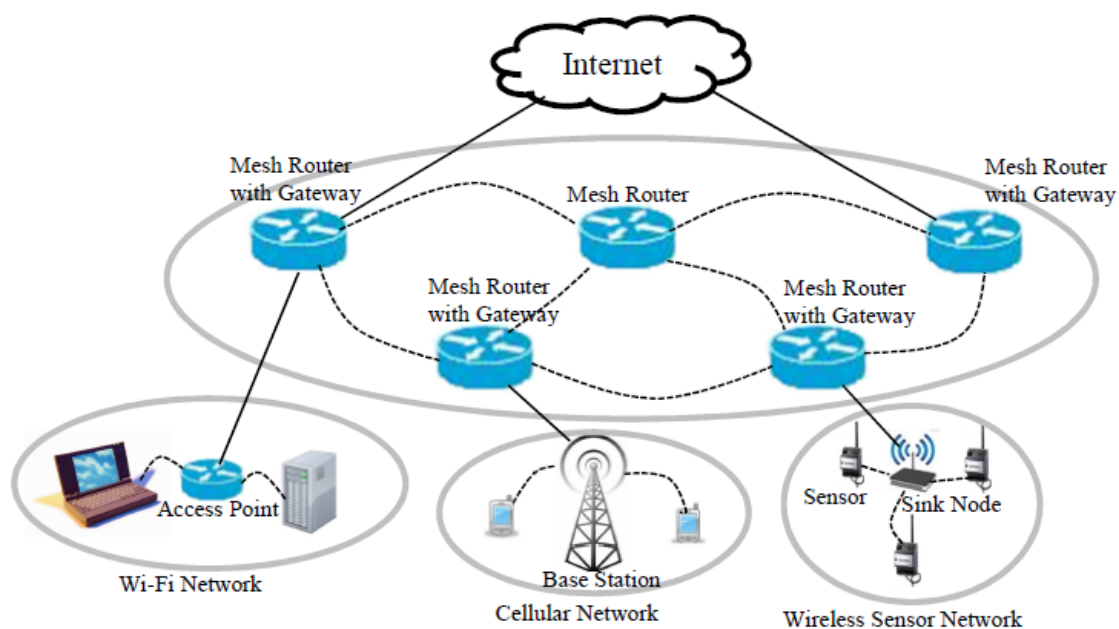 Internet
Mesh Router
with Gateway
Mesh Router
Mesh Router
with Gateway
Mesh Router
with Gateway
Mesh Router
with Gateway
Access Point
Wi-Fi Network
Base Station
Cellular Network
Sensor
Sink Node
Wireless Sensor Network